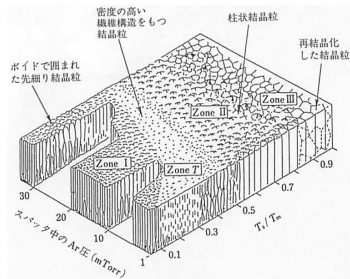 密度の高い
繊維構造をもつ
結晶粒
柱状結晶粒
再結晶化
した結晶粒
ボイドで囲まれ
た先細り結晶粒
Zone III
Zone II
Zone I
Zone T
30
20
10
1
スパッタ中のAr圧(mTorr)
0.1
0.3
0.5
0.7
0.9
Ts/Tm